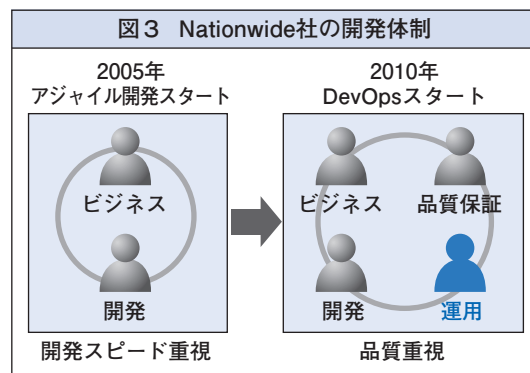 図3 Nationwide社の開発体制
2005年
アジャイル開発スタート
ビジネス
開発
開発スピード重視
2010年
DevOpsスタート
ビジネス
品質保証
開発
運用
品質重視